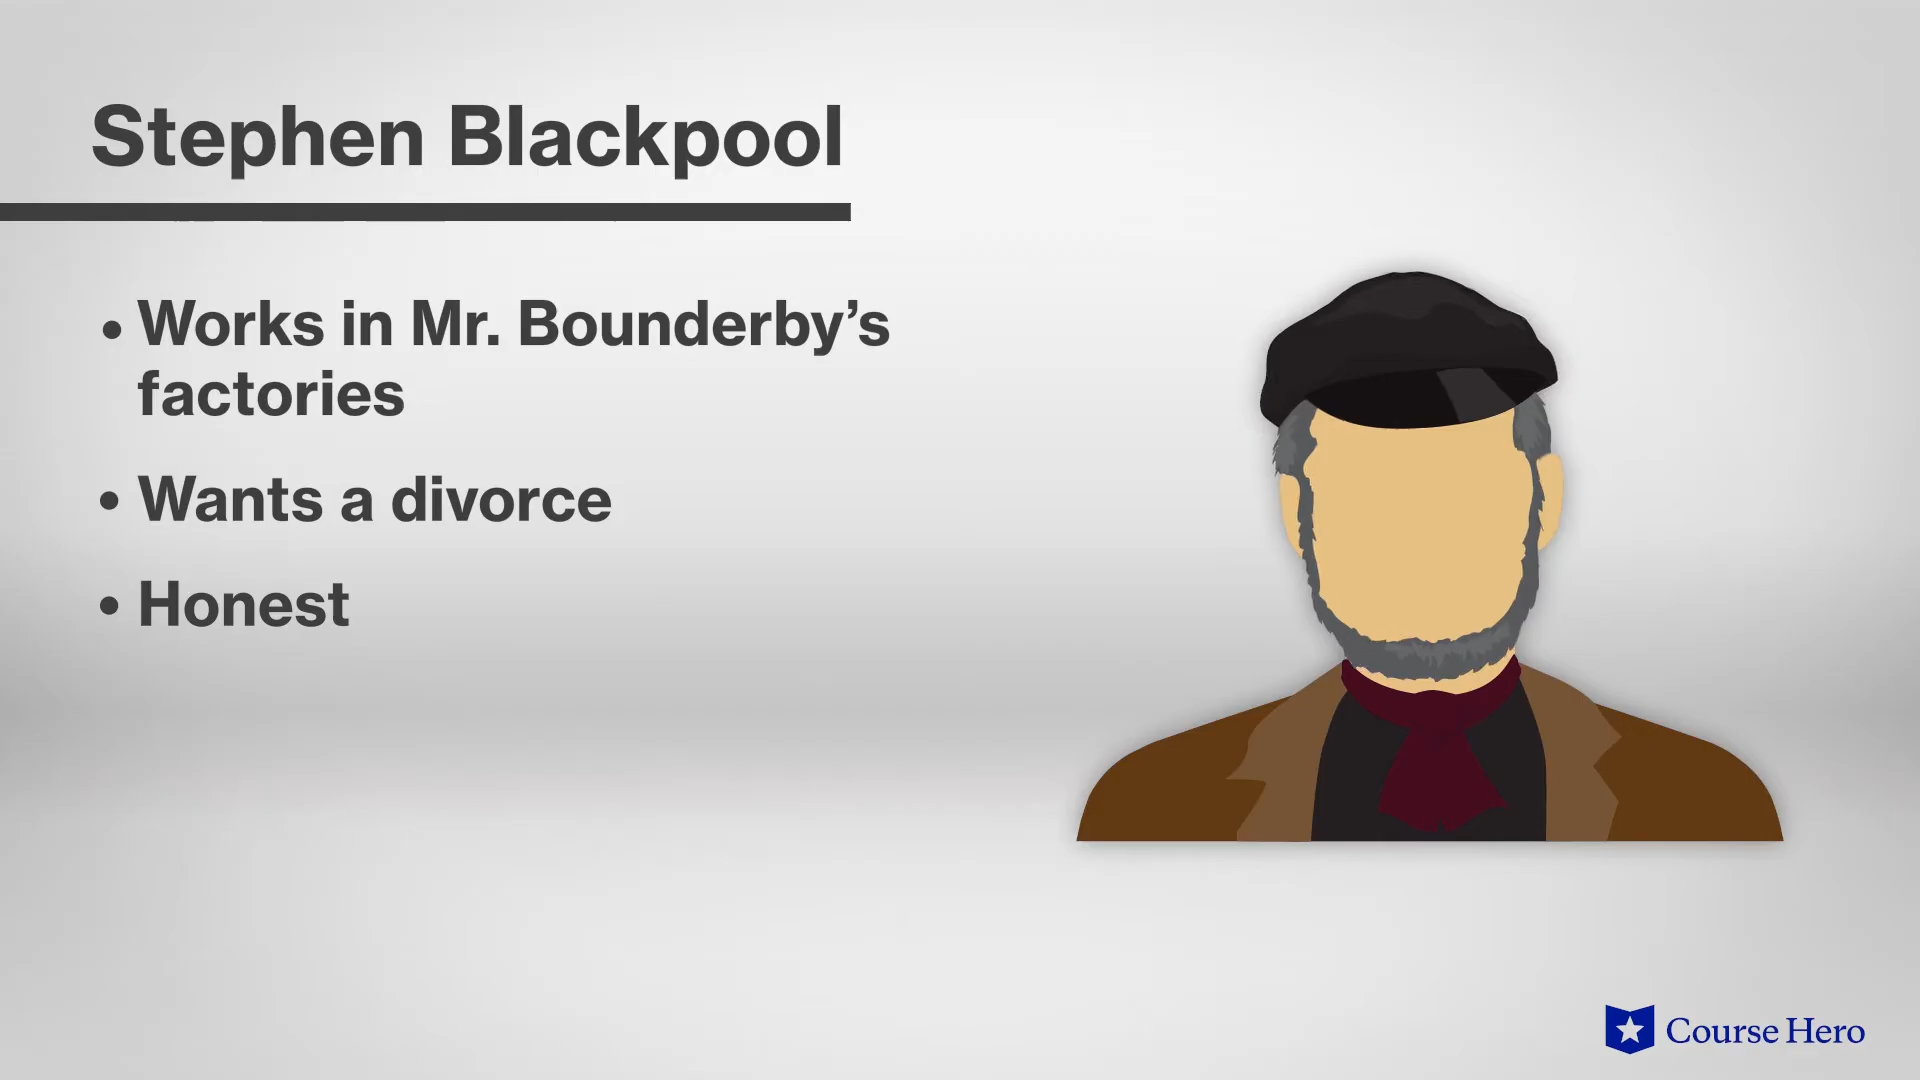 Stephen Blackpool
• Works in Mr. Bounderby’s
factories
• Wants a divorce
• Honest
Course Hero